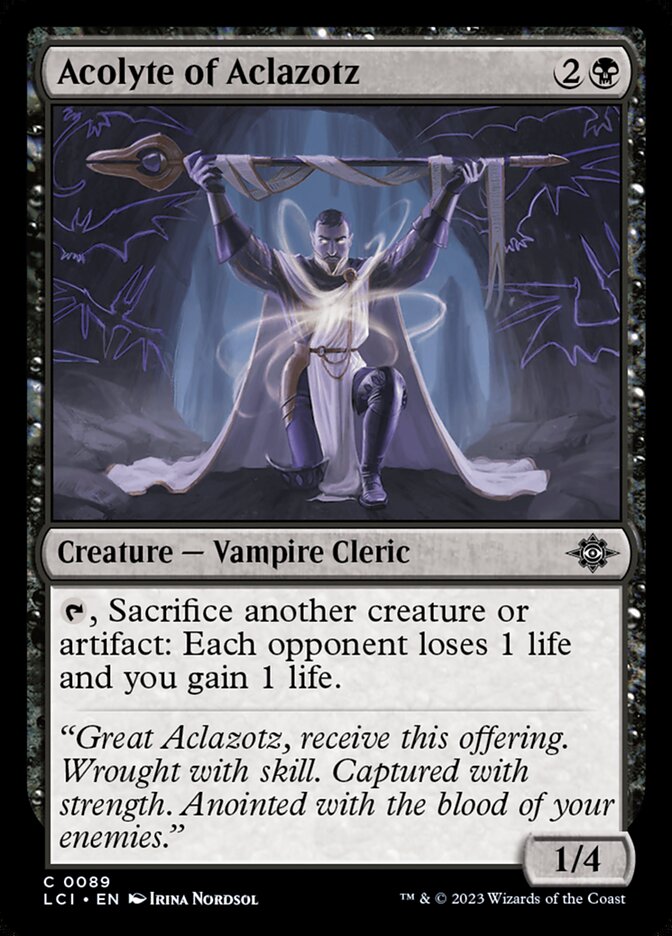 Acolyte of Aclazotz 2
Creature — Vampire Cleric
, Sacrifice another creature or
artifact: Each opponent loses 1 life
and you gain 1 life.
“Great Aclazotz, receive this offering.
Wrought with skill. Captured with
strength. Anointed with the blood of your
enemies.”
1/4
C 0089
LCI • EN Irina Nordsol
™ & © 2023 Wizards of the Coast